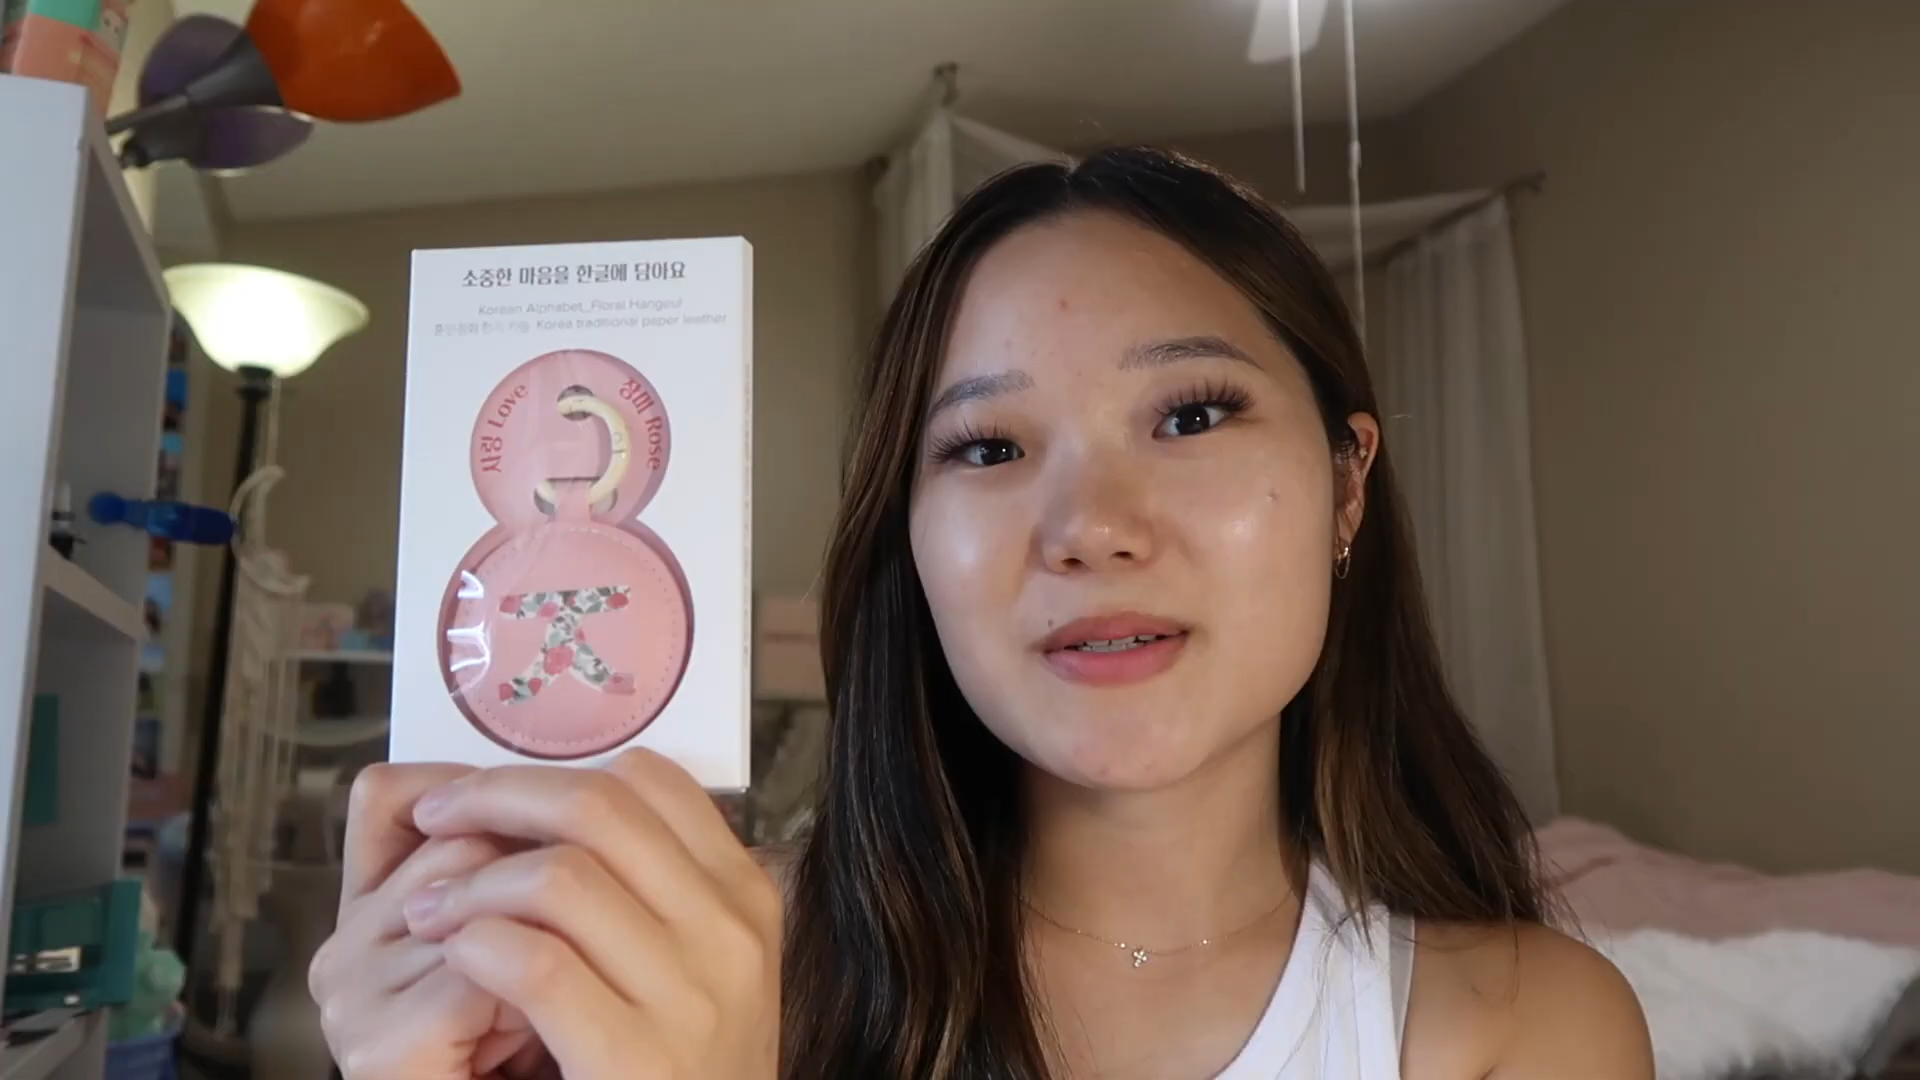 소중한 마음을 한글에 담아요
Korean Alphabet_Floral Hangeul
Korea traditional paper leather
사랑 Love
장미 Rose
ㅈ